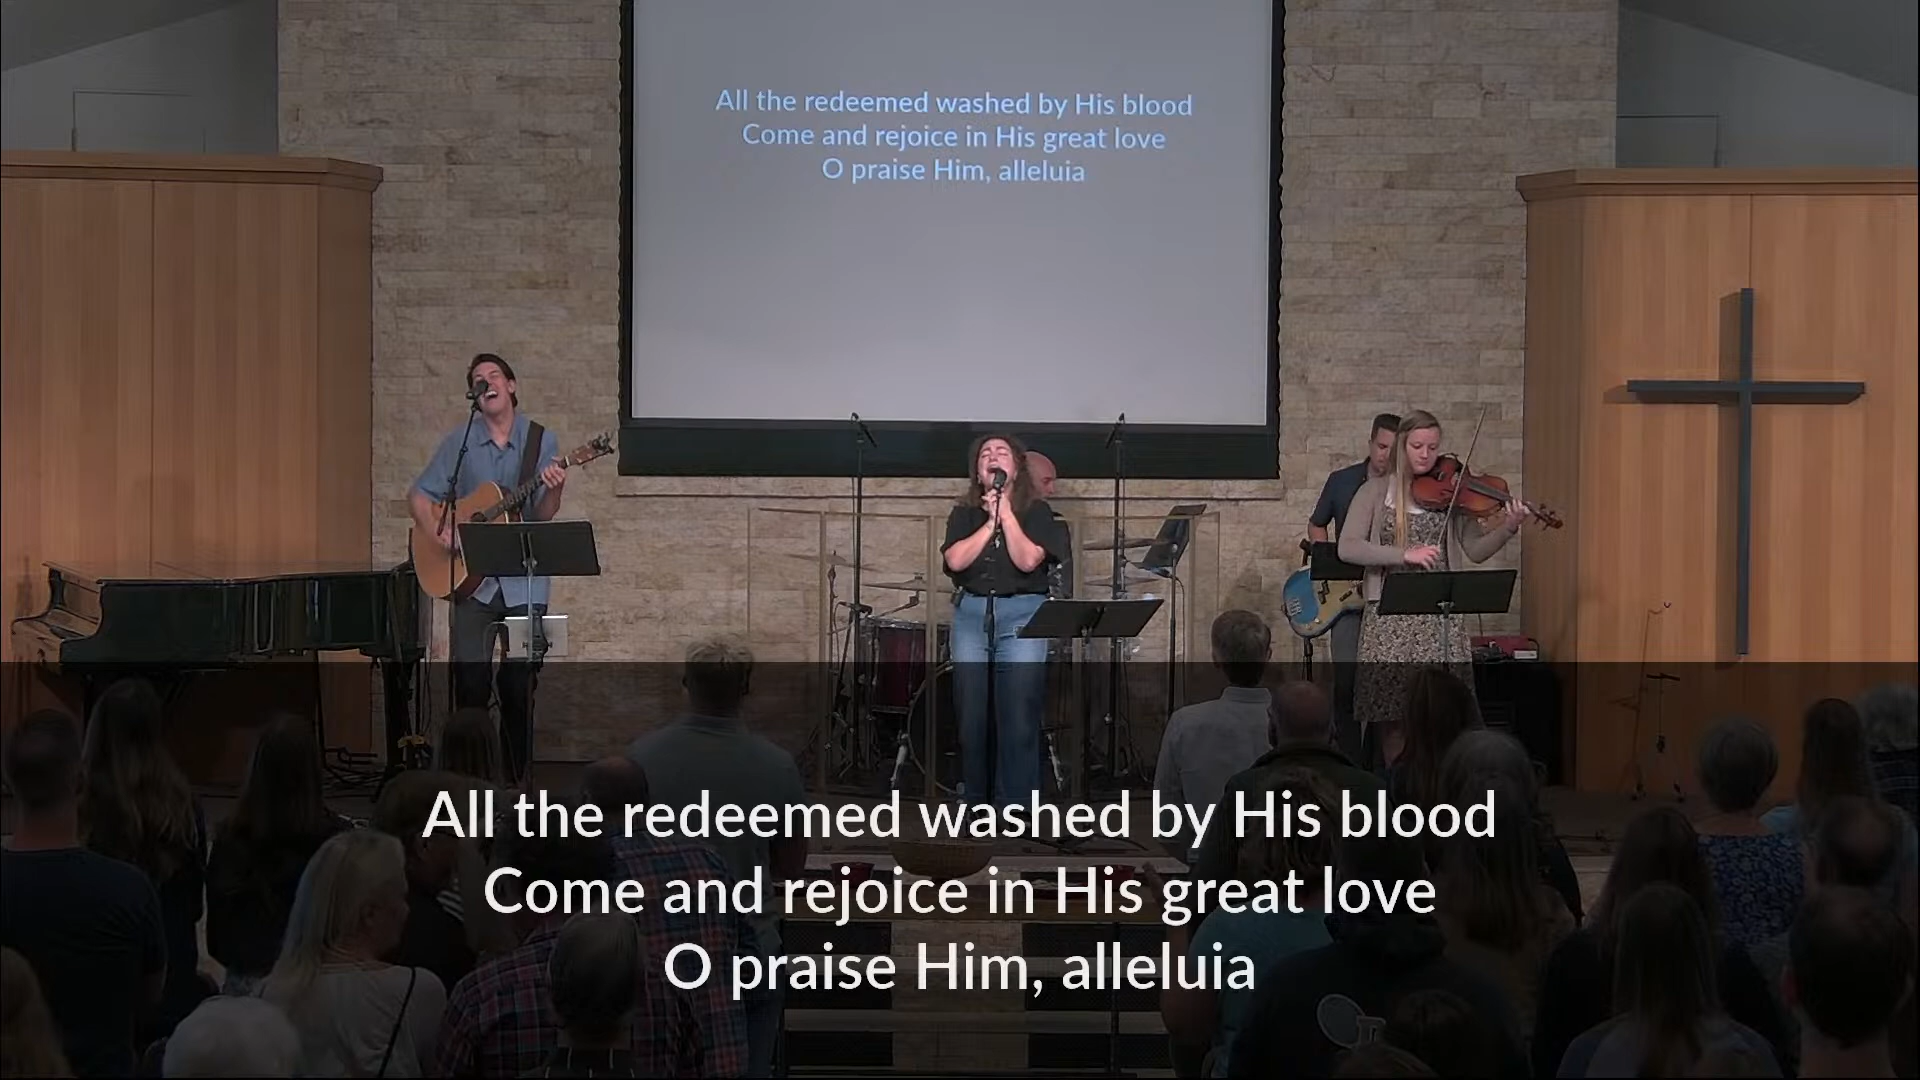 All the redeemed washed by His blood
Come and rejoice in His great love
O praise Him, alleluia
All the redeemed washed by His blood
Come and rejoice in His great love
O praise Him, alleluia